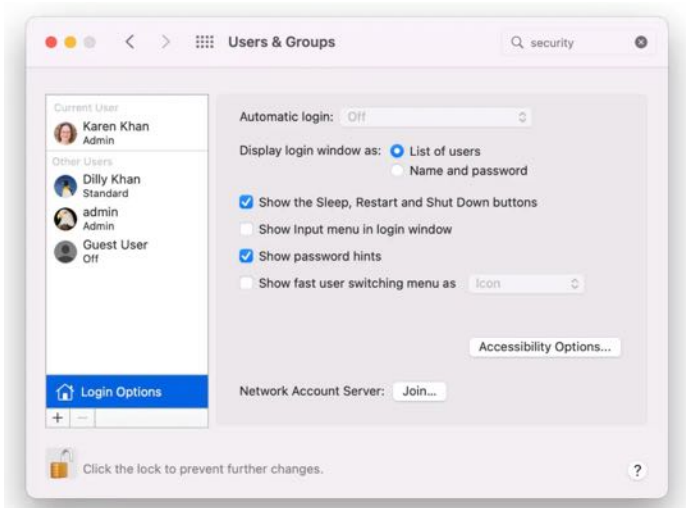 Users & Groups
security
Current User
Karen Khan
Admin
Other Users
Dilly Khan
Standard
admin
Admin
Guest User
Off
Login Options
Automatic login: Off
Display login window as: List of users
Name and password
Show the Sleep, Restart and Shut Down buttons
Show Input menu in login window
Show password hints
Show fast user switching menu as Icon
Accessibility Options...
Network Account Server: Join...
Click the lock to prevent further changes.
?